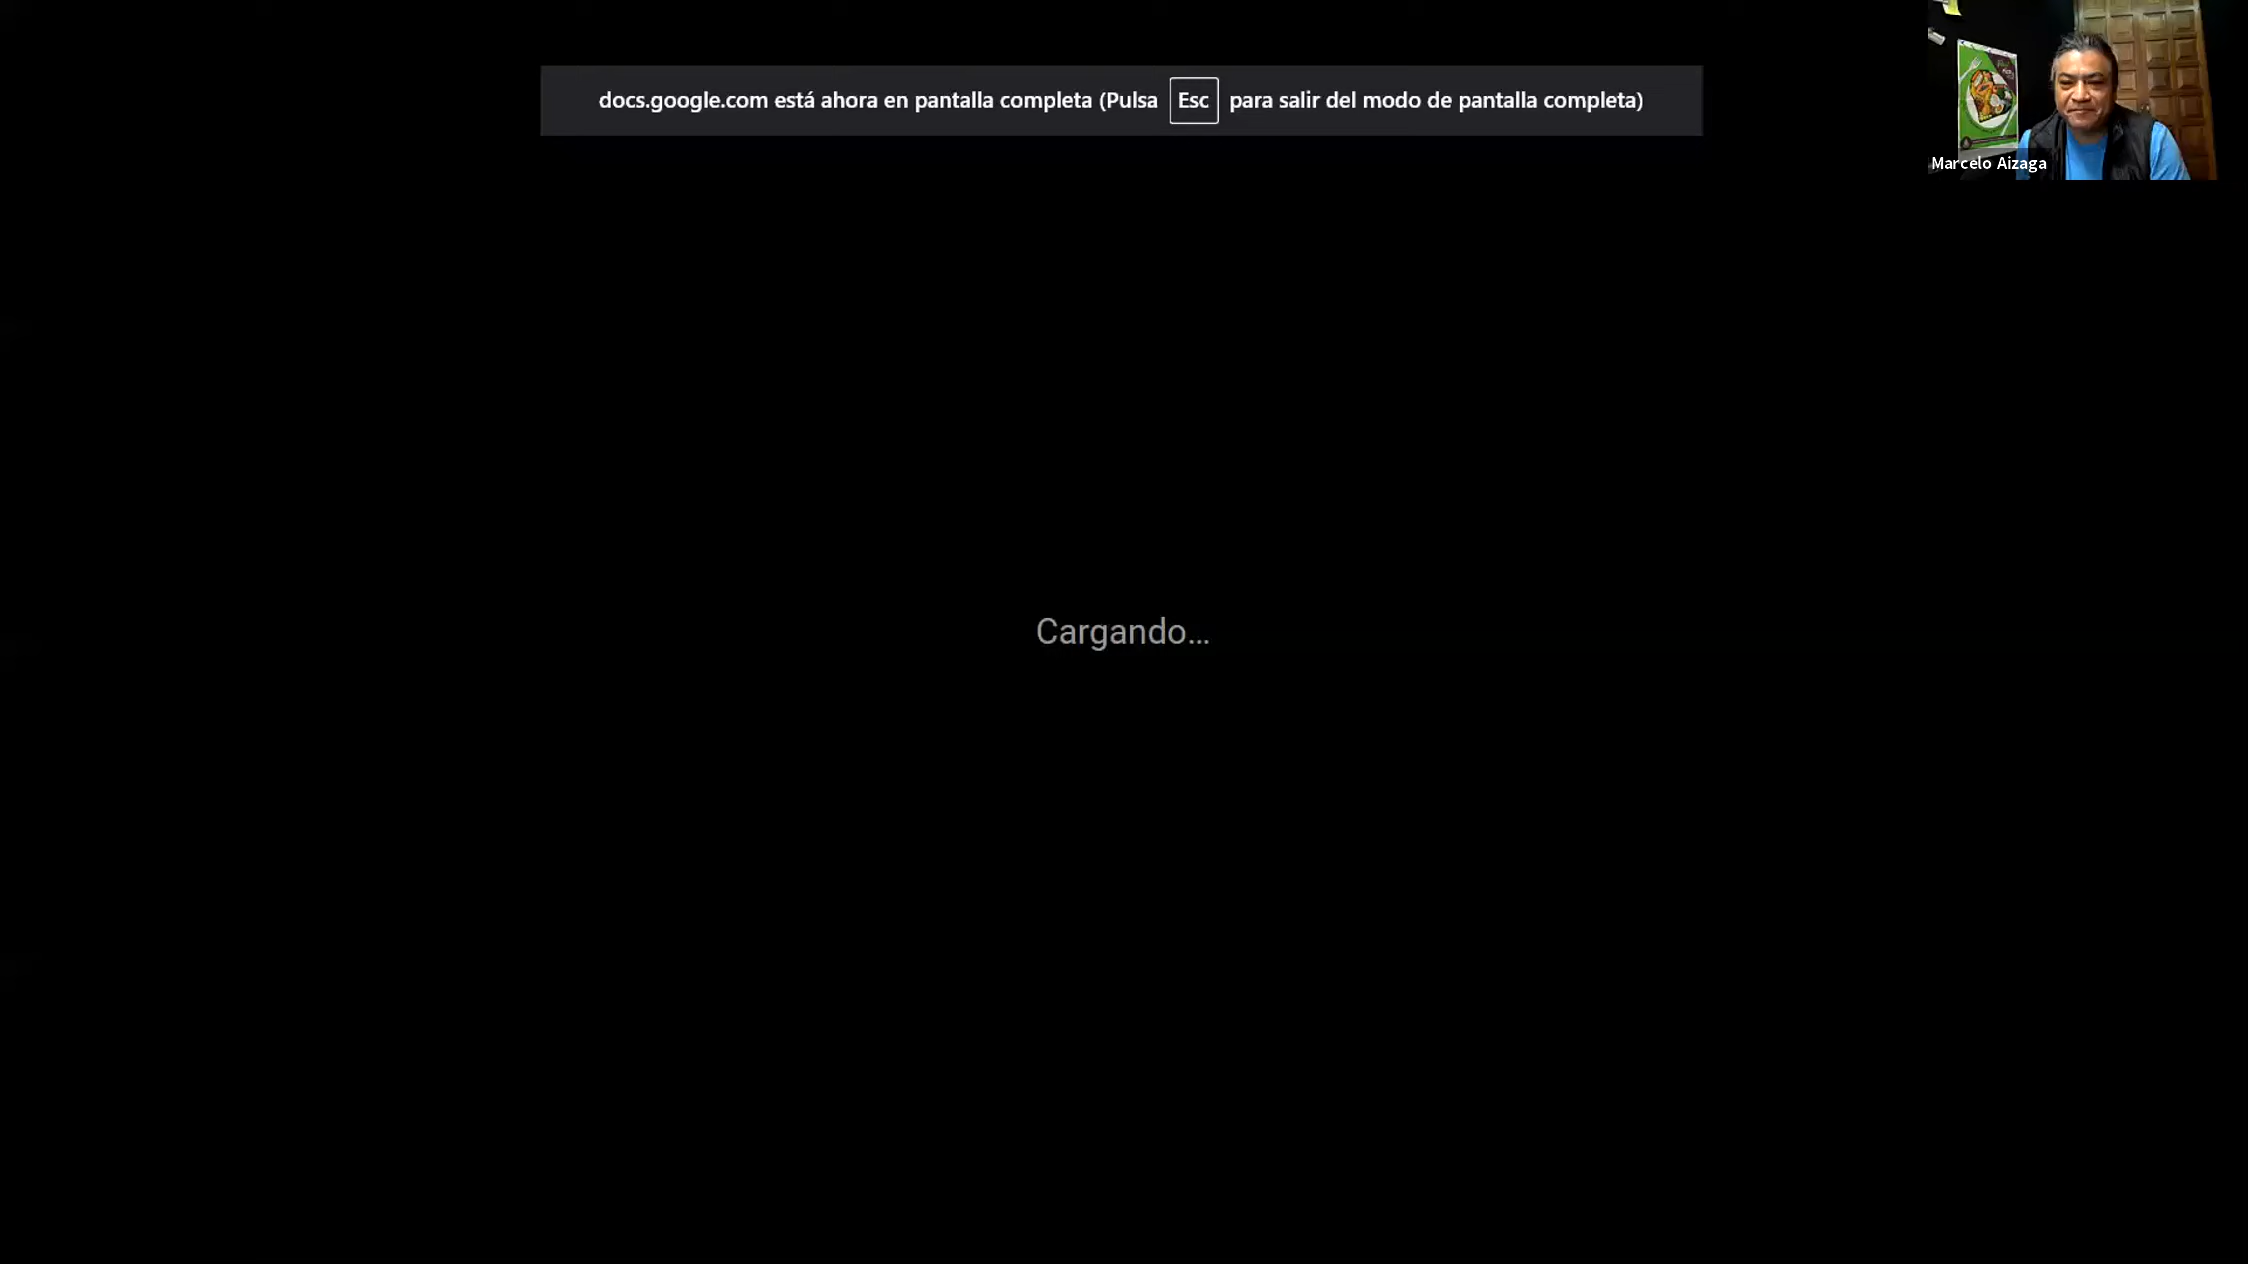 docs.google.com está ahora en pantalla completa (Pulsa Esc para salir del modo de pantalla completa)
Marcelo Aizaga
Cargando...